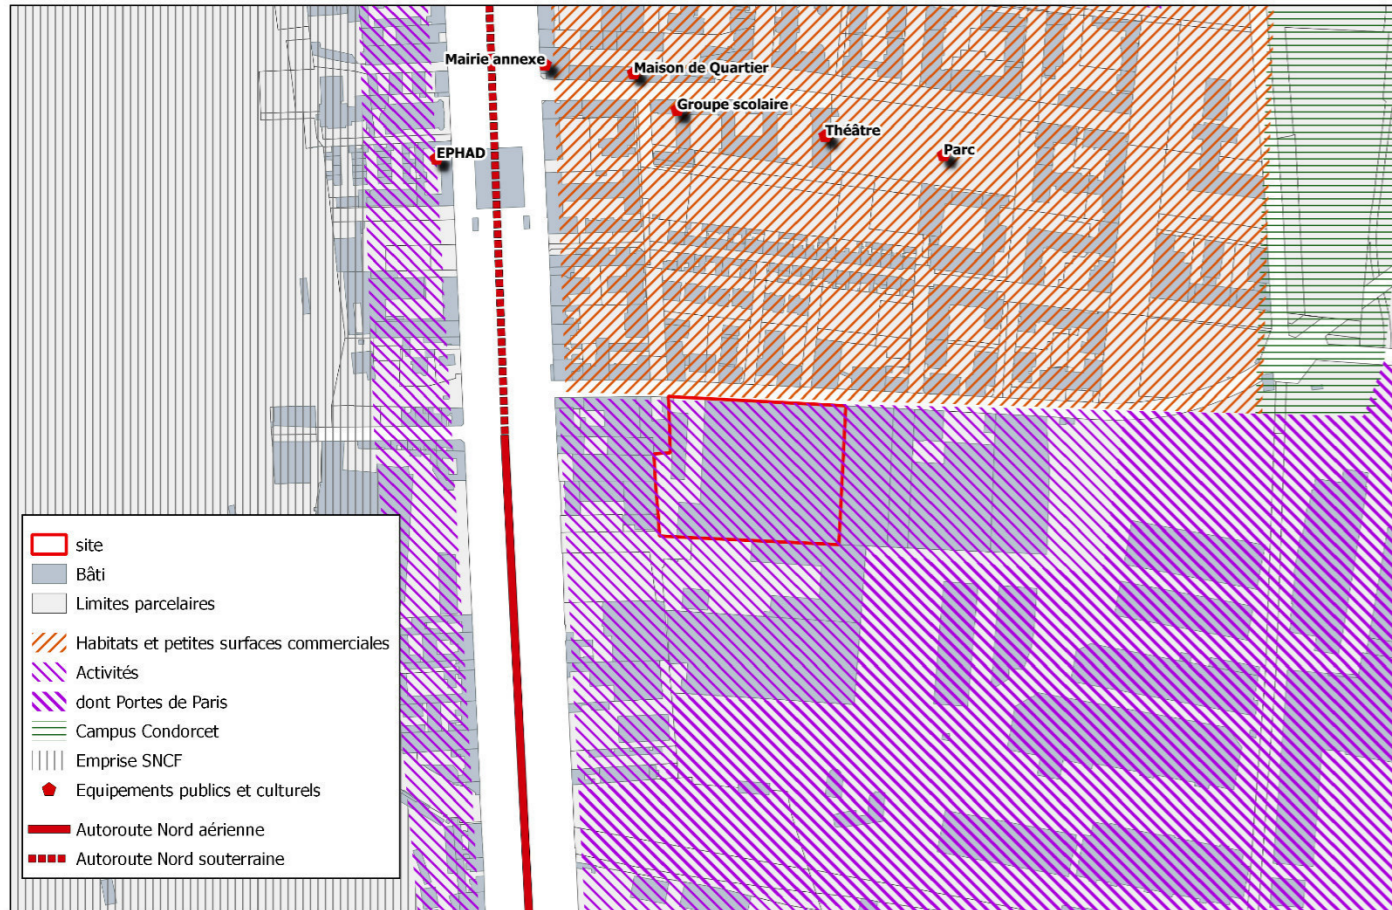 Mairie annexe
Maison de Quartier
Groupe scolaire
Théâtre
Parc
EPHAD
site
Bâti
Limites parcelaires
Habitats et petites surfaces commerciales
Activités
dont Portes de Paris
Campus Condorcet
Emprise SNCF
Equipements publics et culturels
Autoroute Nord aérienne
Autoroute Nord souterraine